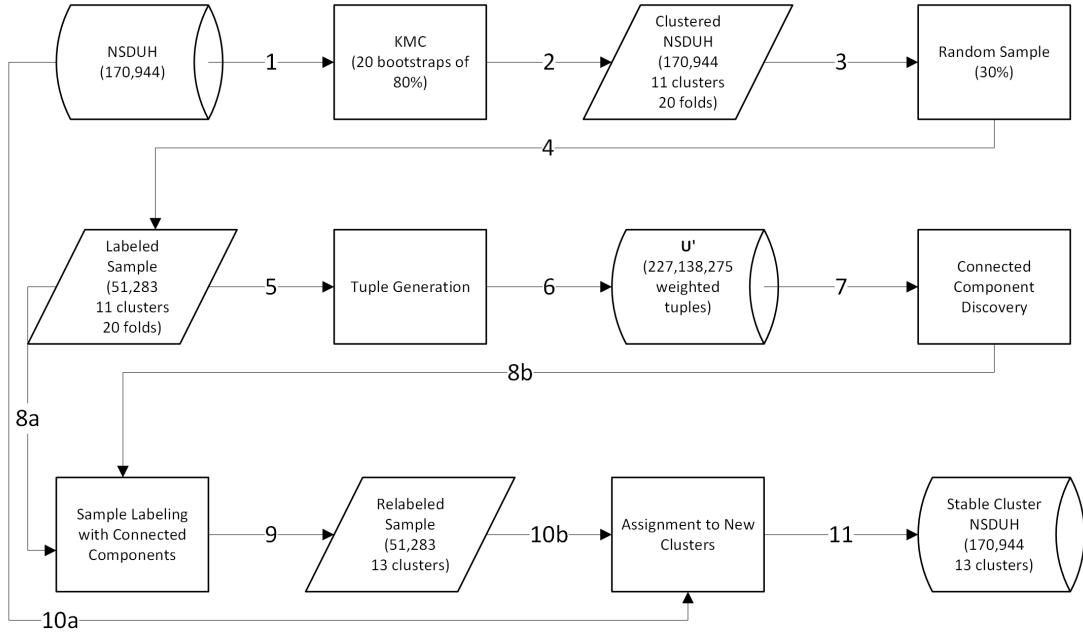 NSDUH
(170,944)
1
KMC
(20 bootstraps of
80%)
2
Clustered
NSDUH
(170,944
11 clusters
20 folds)
3
Random Sample
(30%)
4
Labeled
Sample
(51,283
11 clusters
20 folds)
5
Tuple Generation
6
U'
(227,138,275
weighted
tuples)
7
Connected
Component
Discovery
8b
8a
Sample Labeling
with Connected
Components
9
Relabeled
Sample
(51,283
13 clusters)
10b
Assignment to New
Clusters
11
Stable Cluster
NSDUH
(170,944
13 clusters)
10a